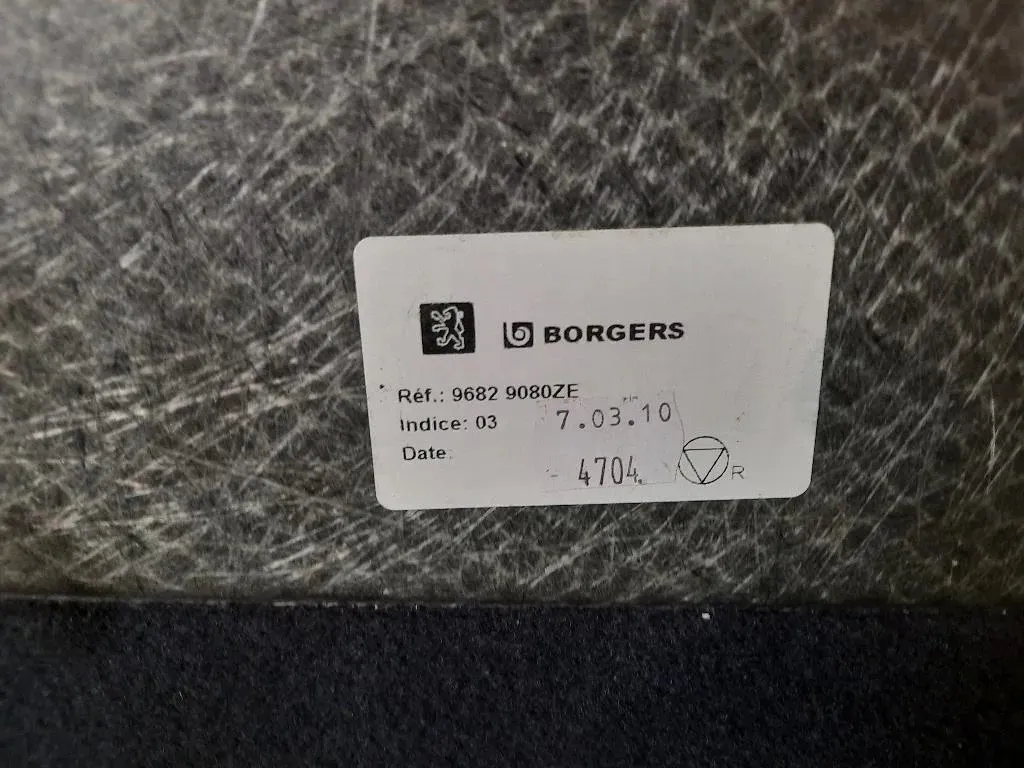 BORGERS
Réf.: 9682 9080ZE
Indice: 03
7.03.10
Date:
4704
R